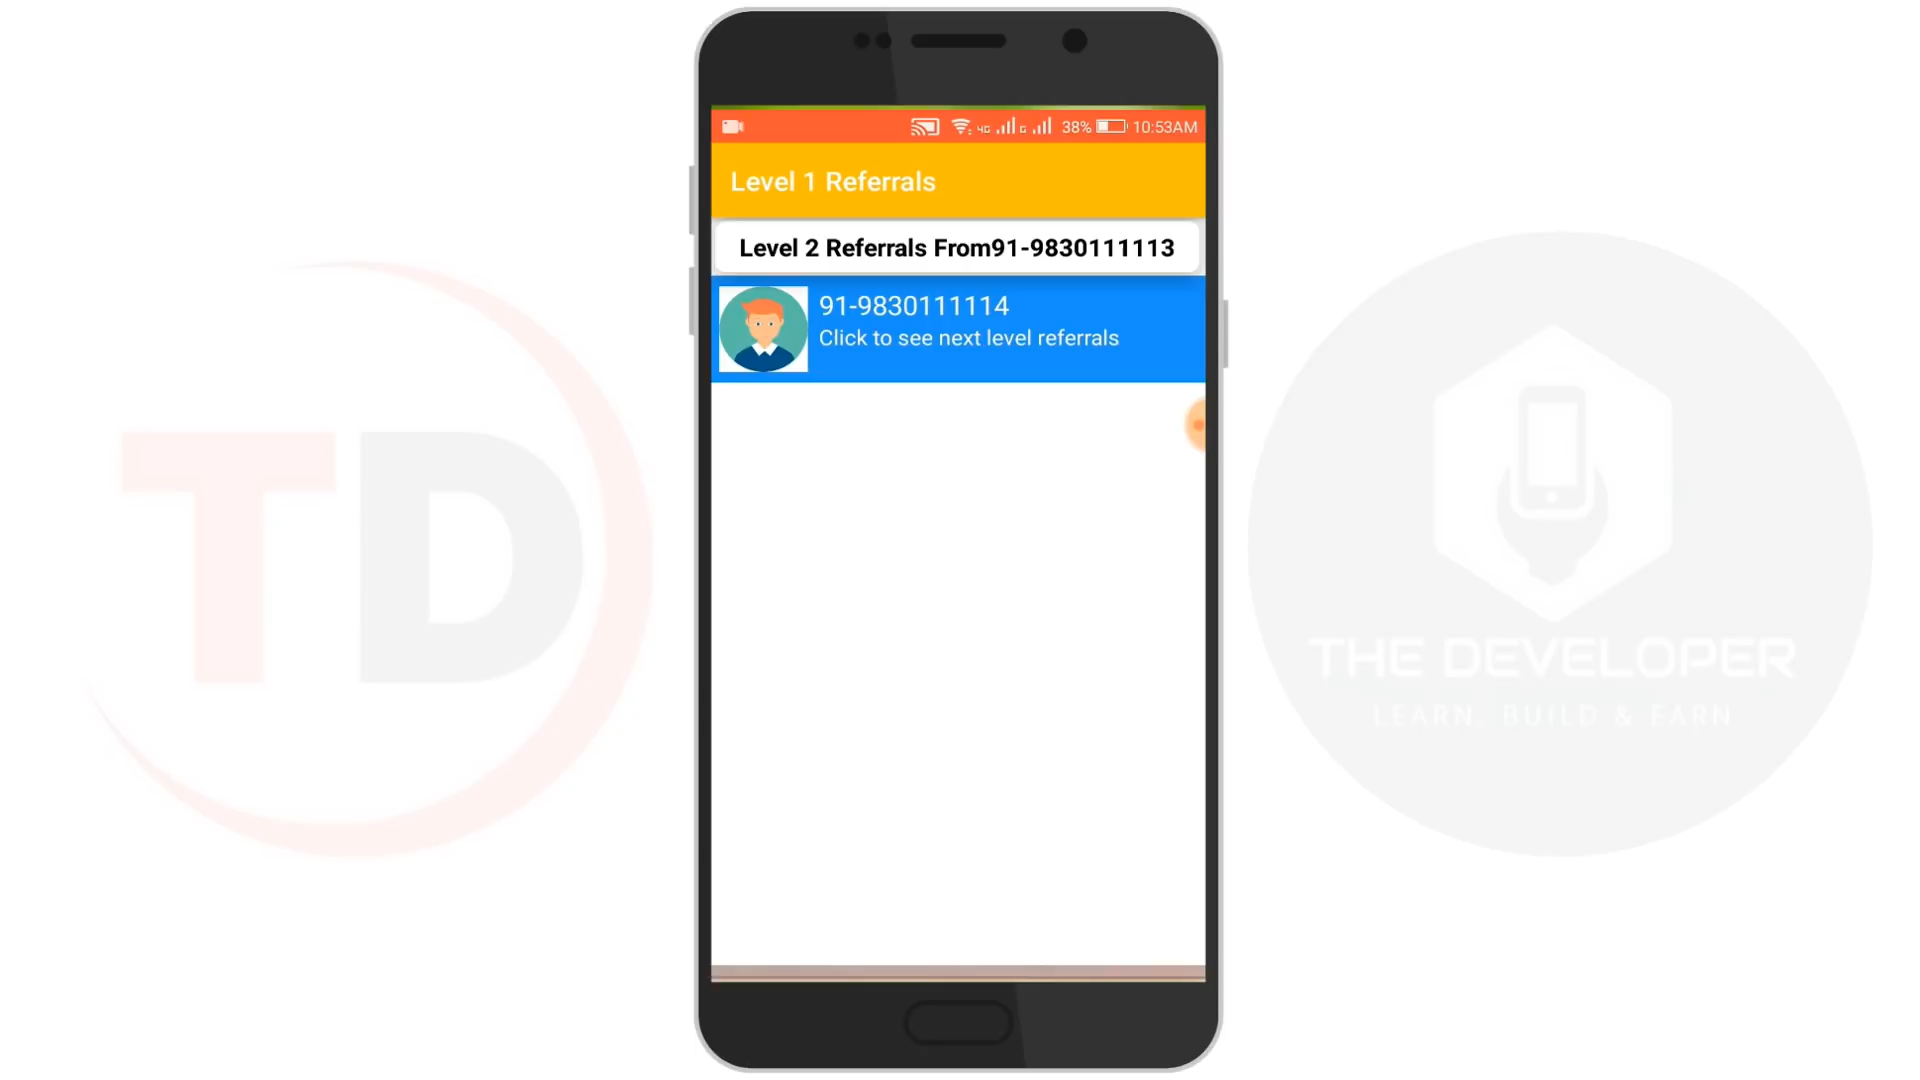 4G G 38% 10:53AM
Level 1 Referrals
Level 2 Referrals From91-9830111113
91-9830111114
Click to see next level referrals
TD
THE DEVELOPER
LEARN, BUILD & EARN